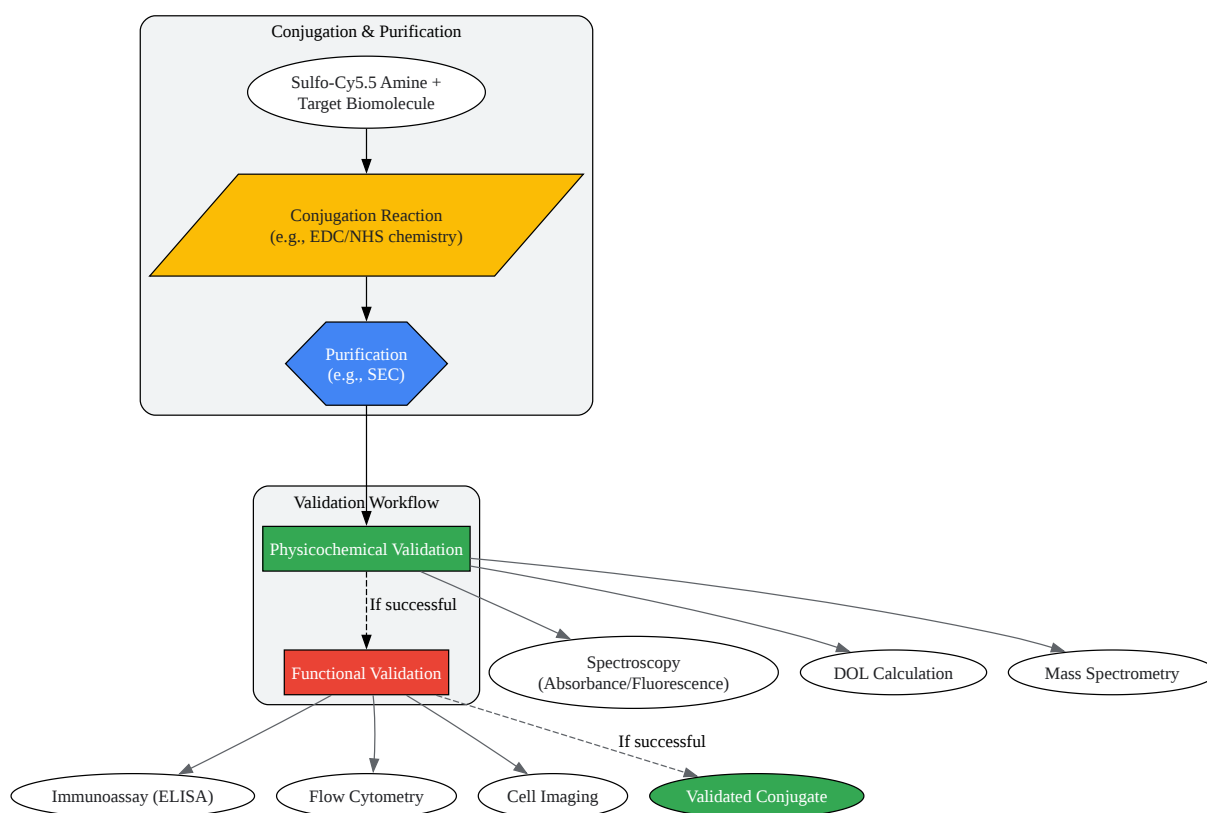 Conjugation & Purification
Sulfo-Cy5.5 Amine +
Target Biomolecule
Conjugation Reaction
(e.g., EDC/NHS chemistry)
Purification
(e.g., SEC)
Validation Workflow
Physicochemical Validation
If successful
Functional Validation
Spectroscopy
(Absorbance/Fluorescence)
DOL Calculation
Mass Spectrometry
If successful
Immunoassay (ELISA)
Flow Cytometry
Cell Imaging
Validated Conjugate